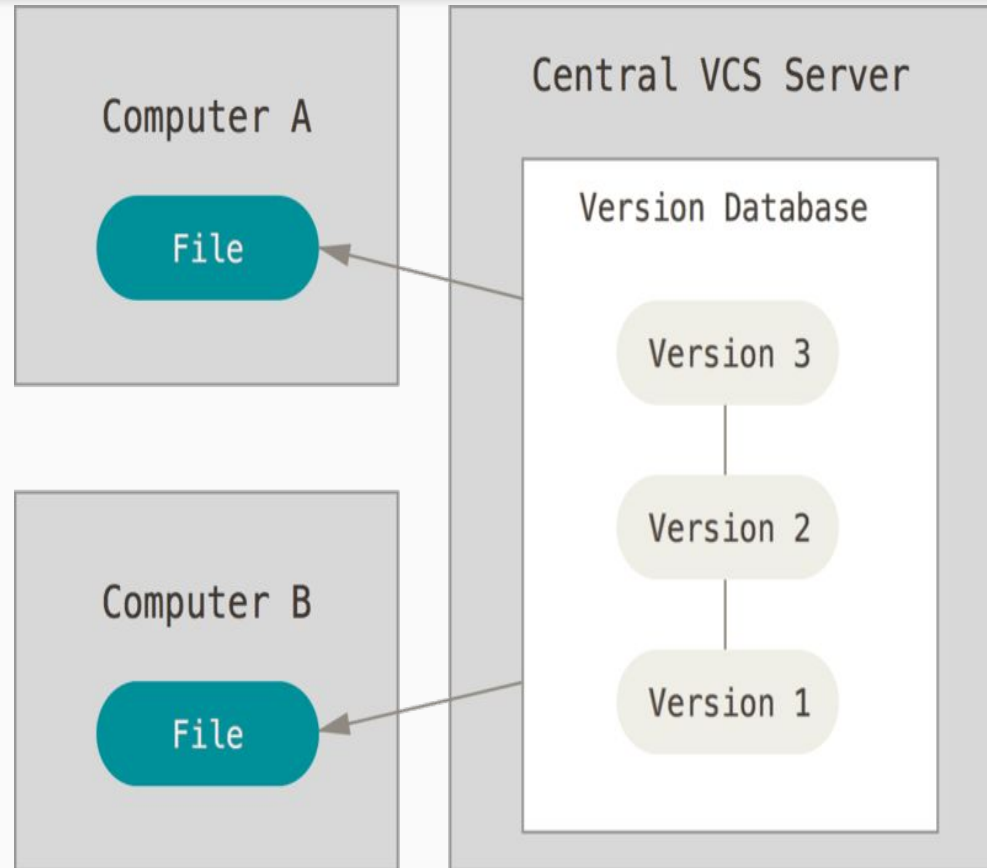 Computer A
File
Central VCS Server
Version Database
Version 3
Version 2
Version 1
Computer B
File